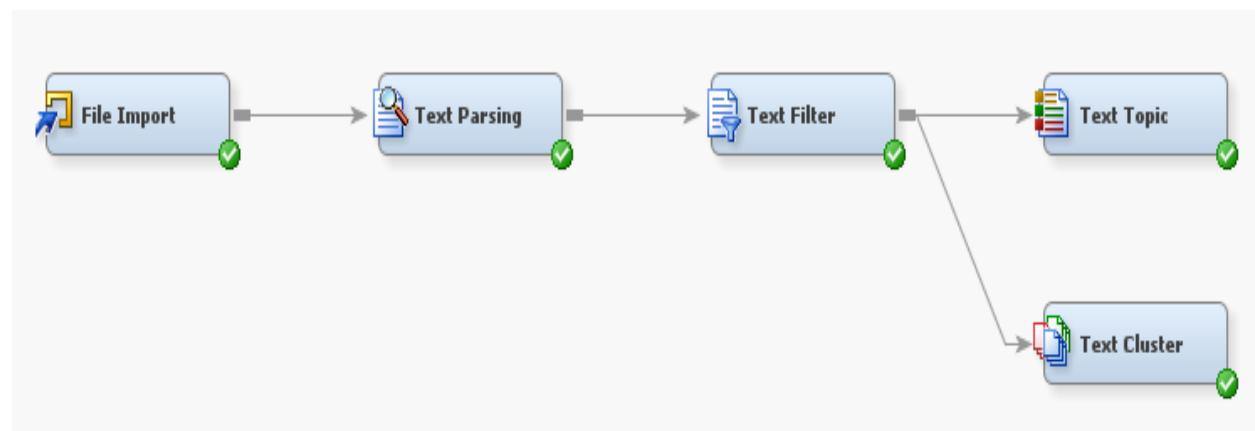 File Import
Text Parsing
Text Filter
Text Topic
Text Cluster